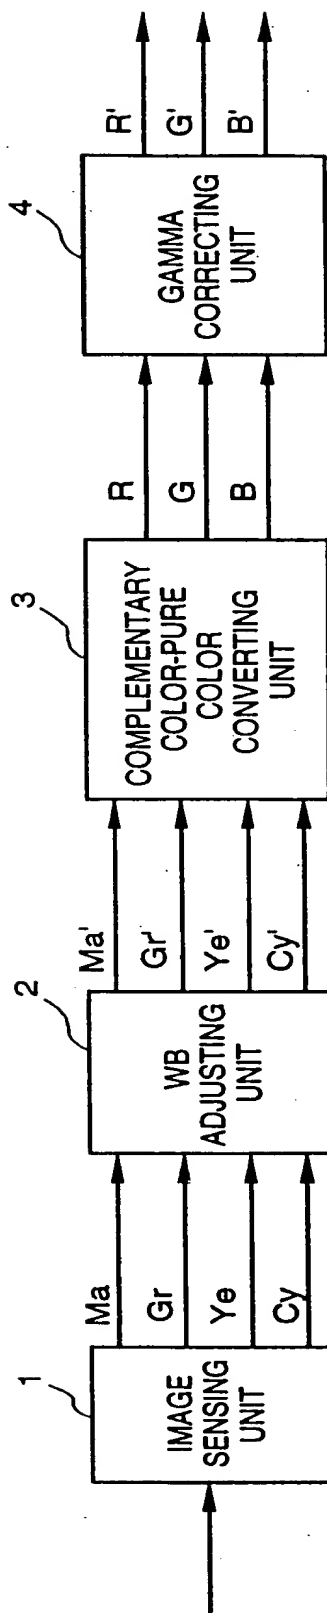 1
IMAGE
SENSING
UNIT
Ma
Gr
Ye
Cy
2
WB
ADJUSTING
UNIT
Ma'
Gr'
Ye'
Cy'
3
COMPLEMENTARY
COLOR-PURE
COLOR
CONVERTING
UNIT
R
G
B
4
GAMMA
CORRECTING
UNIT
R'
G'
B'